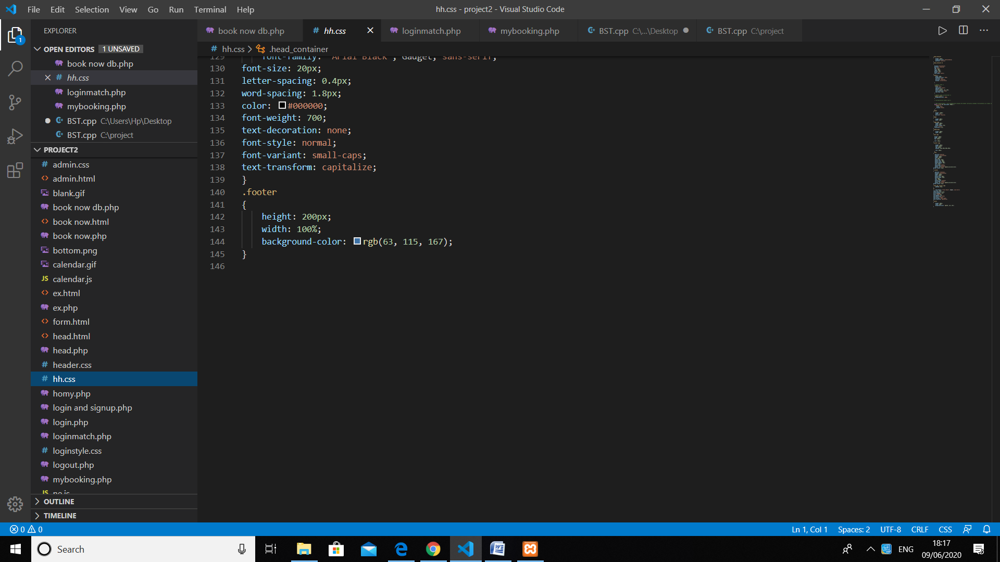 File Edit Selection View Go Run Terminal Help
hh.css - project2 - Visual Studio Code
EXPLORER
OPEN EDITORS 1 UNSAVED
book now db.php
hh.css
loginmatch.php
mybooking.php
BST.cpp C:\Users\Hp\Desktop
BST.cpp C:\project
PROJECT2
admin.css
admin.html
blank.gif
book now db.php
book now.html
book now.php
bottom.png
calendar.gif
calendar.js
ex.html
ex.php
form.html
head.html
head.php
header.css
hh.css
homy.php
login and signup.php
login.php
loginmatch.php
loginstyle.css
logout.php
mybooking.php
OUTLINE
TIMELINE
book now db.php hh.css loginmatch.php mybooking.php BST.cpp C:\...\Desktop BST.cpp C:\project
hh.css > .head_container
129 font-family: "Arial Black", Gadget, sans-serif;
130 font-size: 20px;
131 letter-spacing: 0.4px;
132 word-spacing: 1.8px;
133 color: #000000;
134 font-weight: 700;
135 text-decoration: none;
136 font-style: normal;
137 font-variant: small-caps;
138 text-transform: capitalize;
139 }
140 .footer
141 {
142 height: 200px;
143 width: 100%;
144 background-color: rgb(63, 115, 167);
145 }
146
0 0
Ln 1, Col 1 Spaces: 2 UTF-8 CRLF CSS
Search
ENG
18:17
09/06/2020